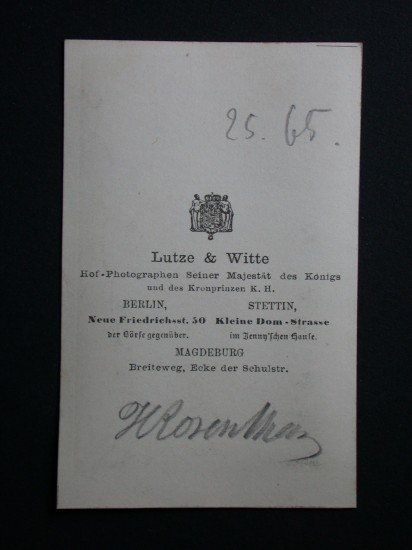 25. 65.
Lutze & Witte
Hof-Photographen Seiner Majestät des Königs
und des Kronprinzen K. H.
BERLIN, STETTIN,
Neue Friedrichsst. 50 Kleine Dom-Strasse
der Börse gegenüber. im Jenny'schen Hause.
MAGDEBURG
Breiteweg, Ecke der Schulstr.